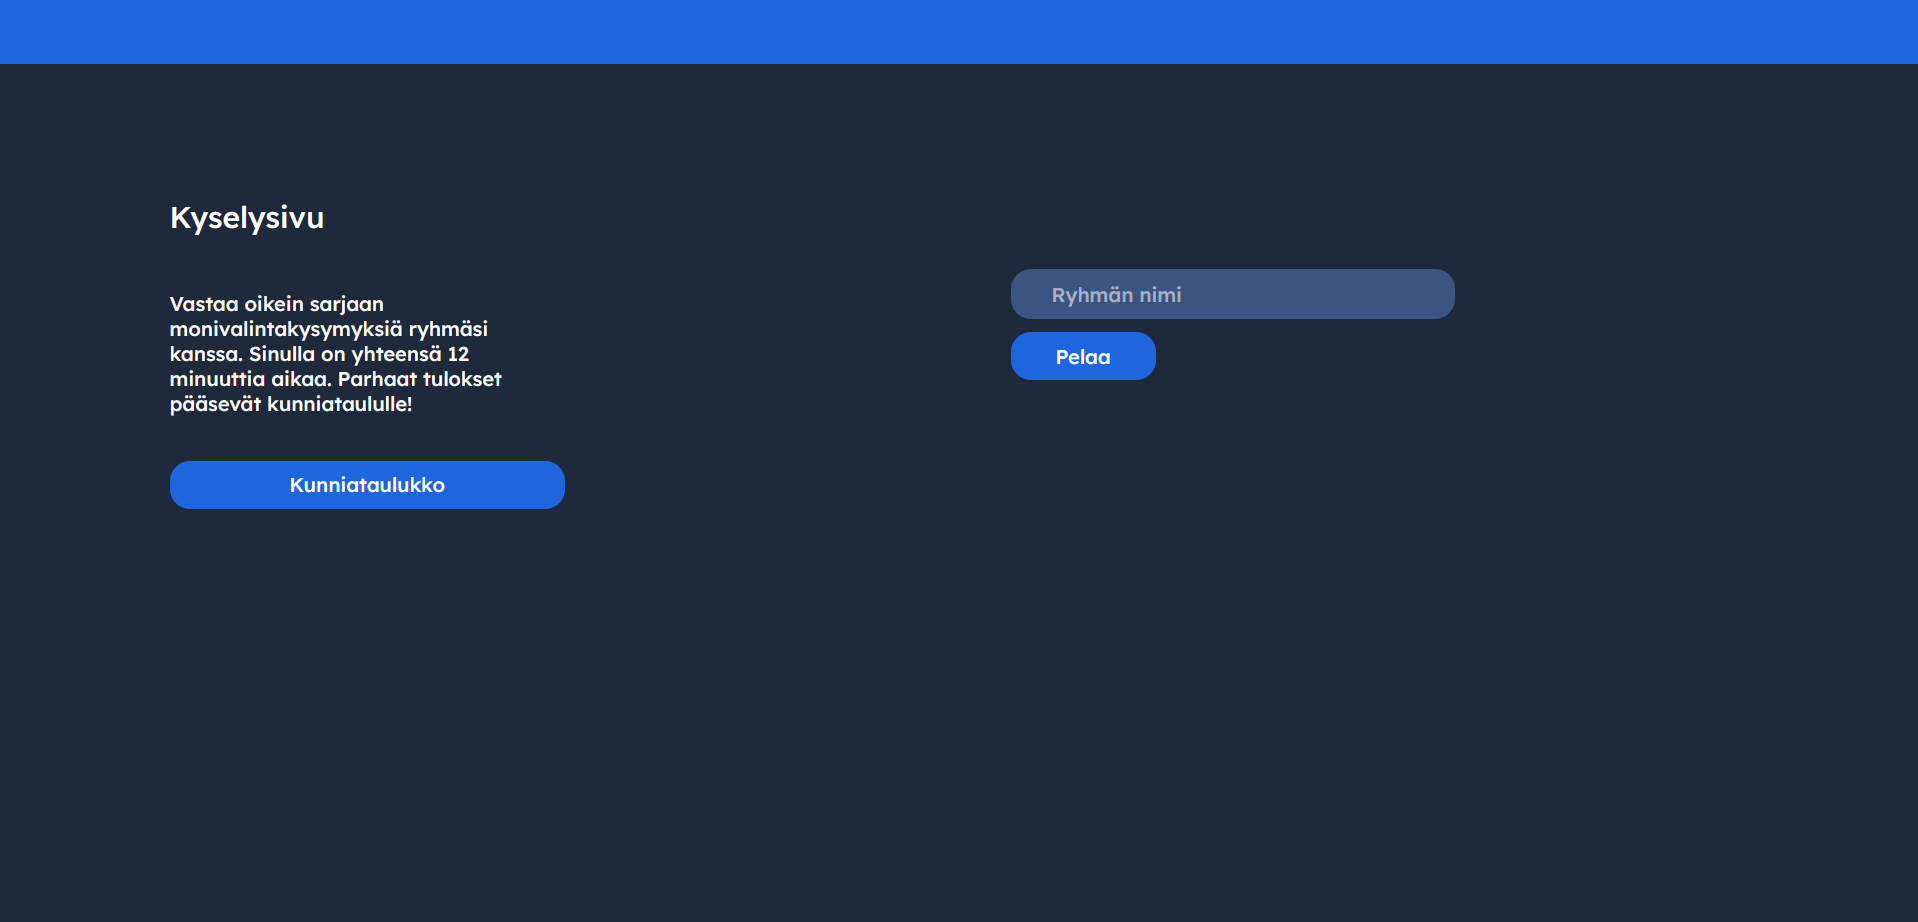 Kyselysivu
Vastaa oikein sarjaan
monivalintakysymyksiä ryhmäsi
kanssa. Sinulla on yhteensä 12
minuuttia aikaa. Parhaat tulokset
pääsevät kunniataululle!
Kunniataulukko
Ryhmän nimi
Pelaa